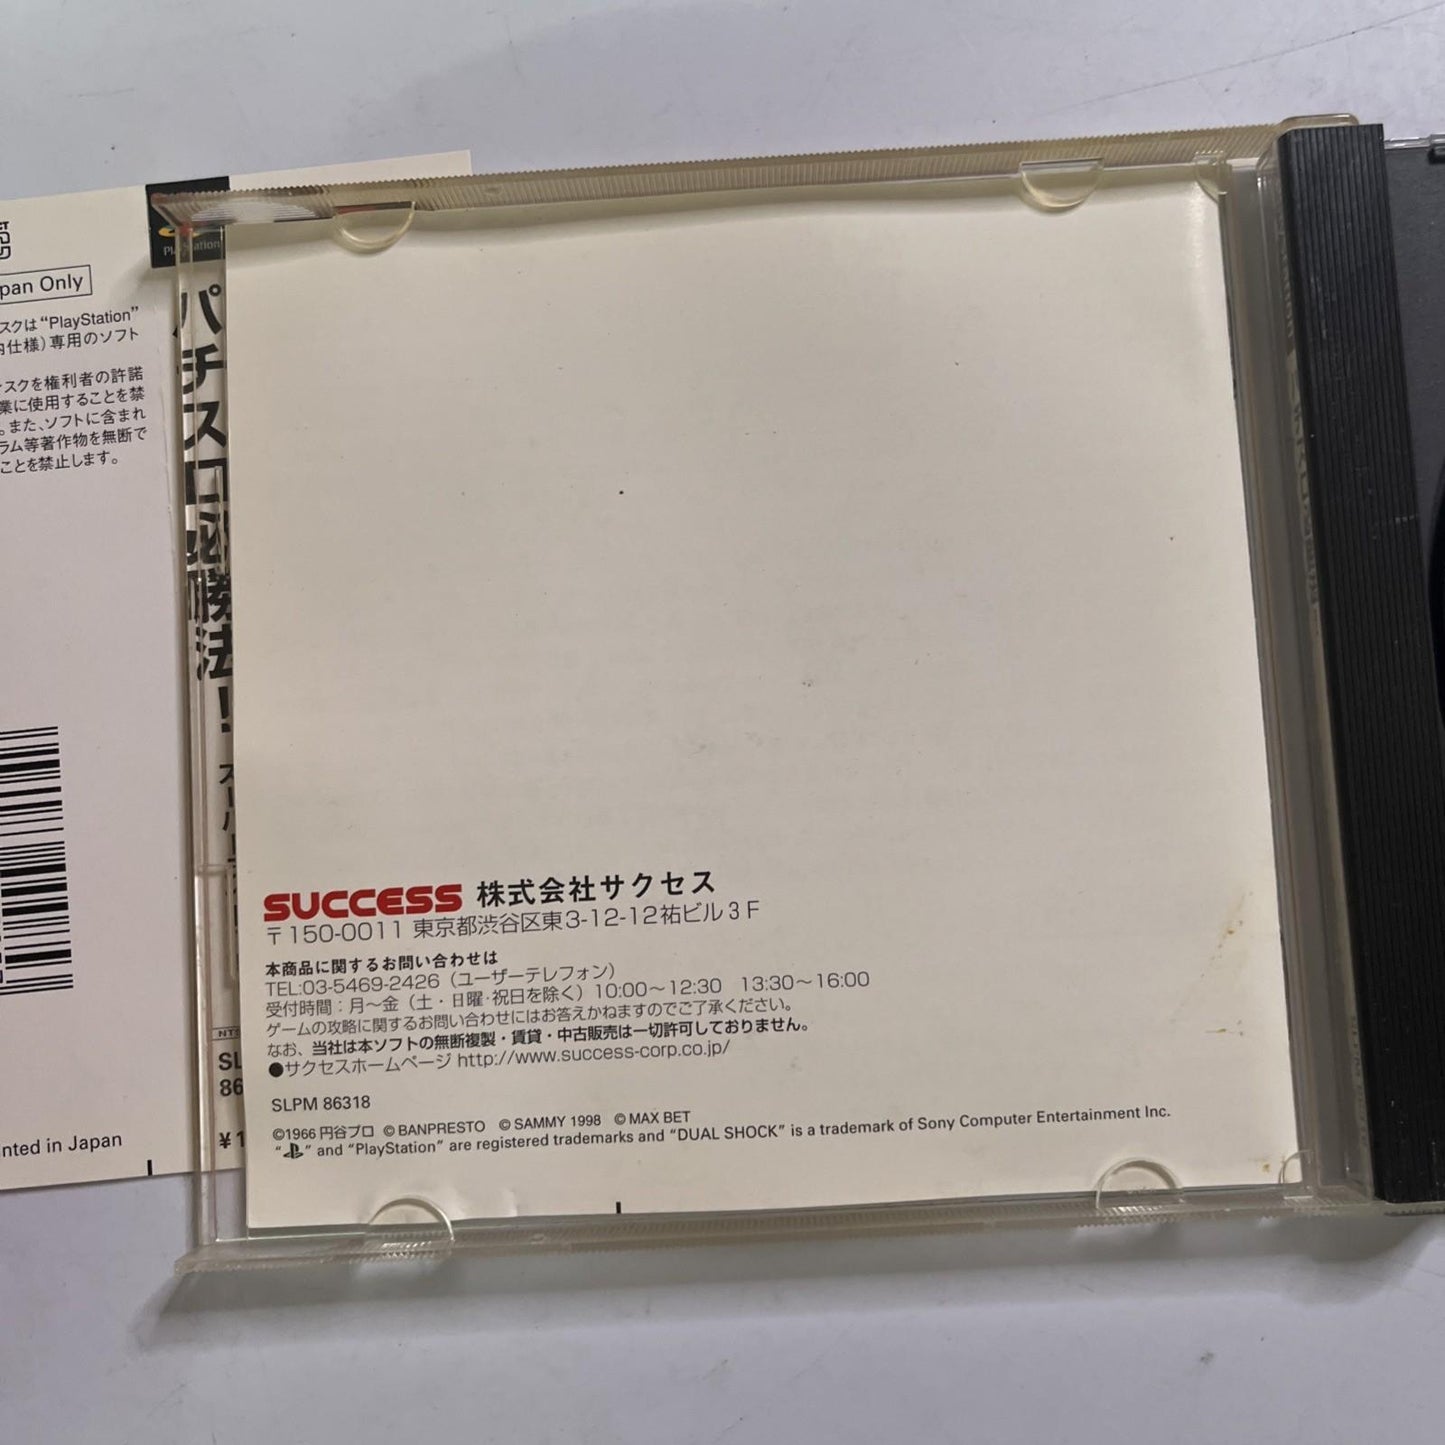 pan Only
スクは“PlayStation”
内仕様）専用のソフト
ィスクを権利者の許諾
業に使用することを禁
。また、ソフトに含まれ
ラム等著作物を無断で
ことを禁止します。
nted in Japan
PlayStation
パチスロ必勝法！
SL
86
¥1
SUCCESS 株式会社サクセス
〒150-0011 東京都渋谷区東3-12-12祐ビル3F
本商品に関するお問い合わせは
TEL:03-5469-2426（ユーザーテレフォン）
受付時間：月〜金（土・日曜・祝日を除く）10:00〜12:30　13:30〜16:00
ゲームの攻略に関するお問い合わせにはお答えかねますのでご了承ください。
なお、当社は本ソフトの無断複製・賃貸・中古販売は一切許可しておりません。
●サクセスホームページ http://www.success-corp.co.jp/
SLPM 86318
©1966 円谷プロ ©BANPRESTO ©SAMMY 1998 ©MAX BET
“ ” and “PlayStation” are registered trademarks and “DUAL SHOCK” is a trademark of Sony Computer Entertainment Inc.